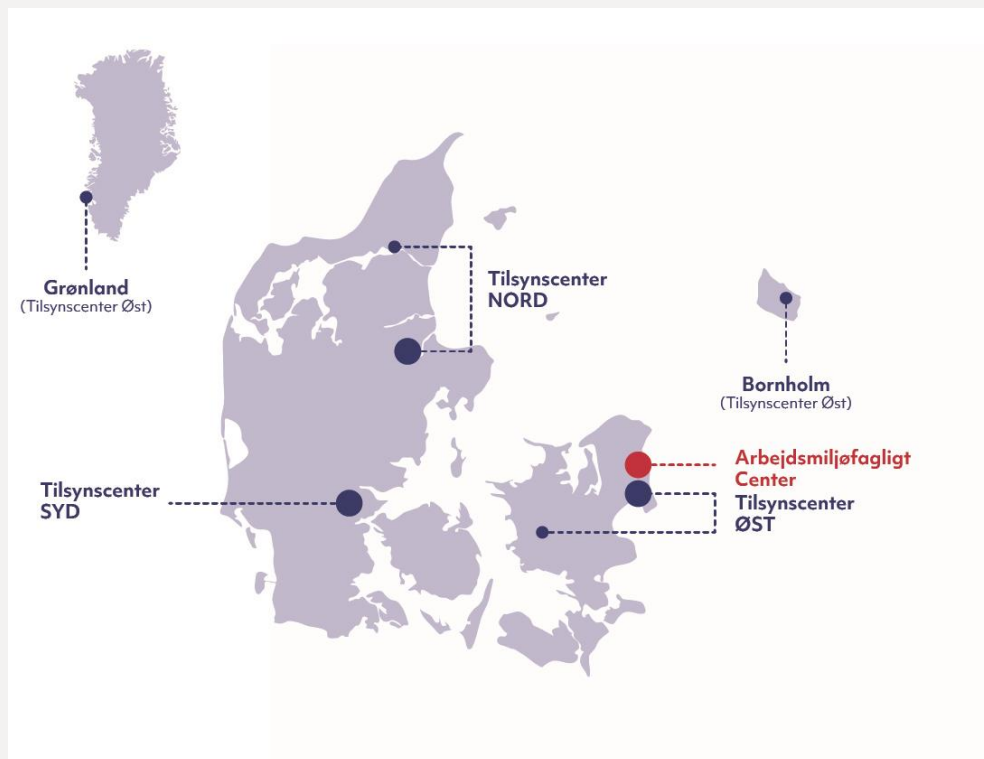 Grønland
(Tilsynscenter Øst)
Tilsynscenter
NORD
Bornholm
(Tilsynscenter Øst)
Arbejdsmiljøfagligt
Center
Tilsynscenter
ØST
Tilsynscenter
SYD